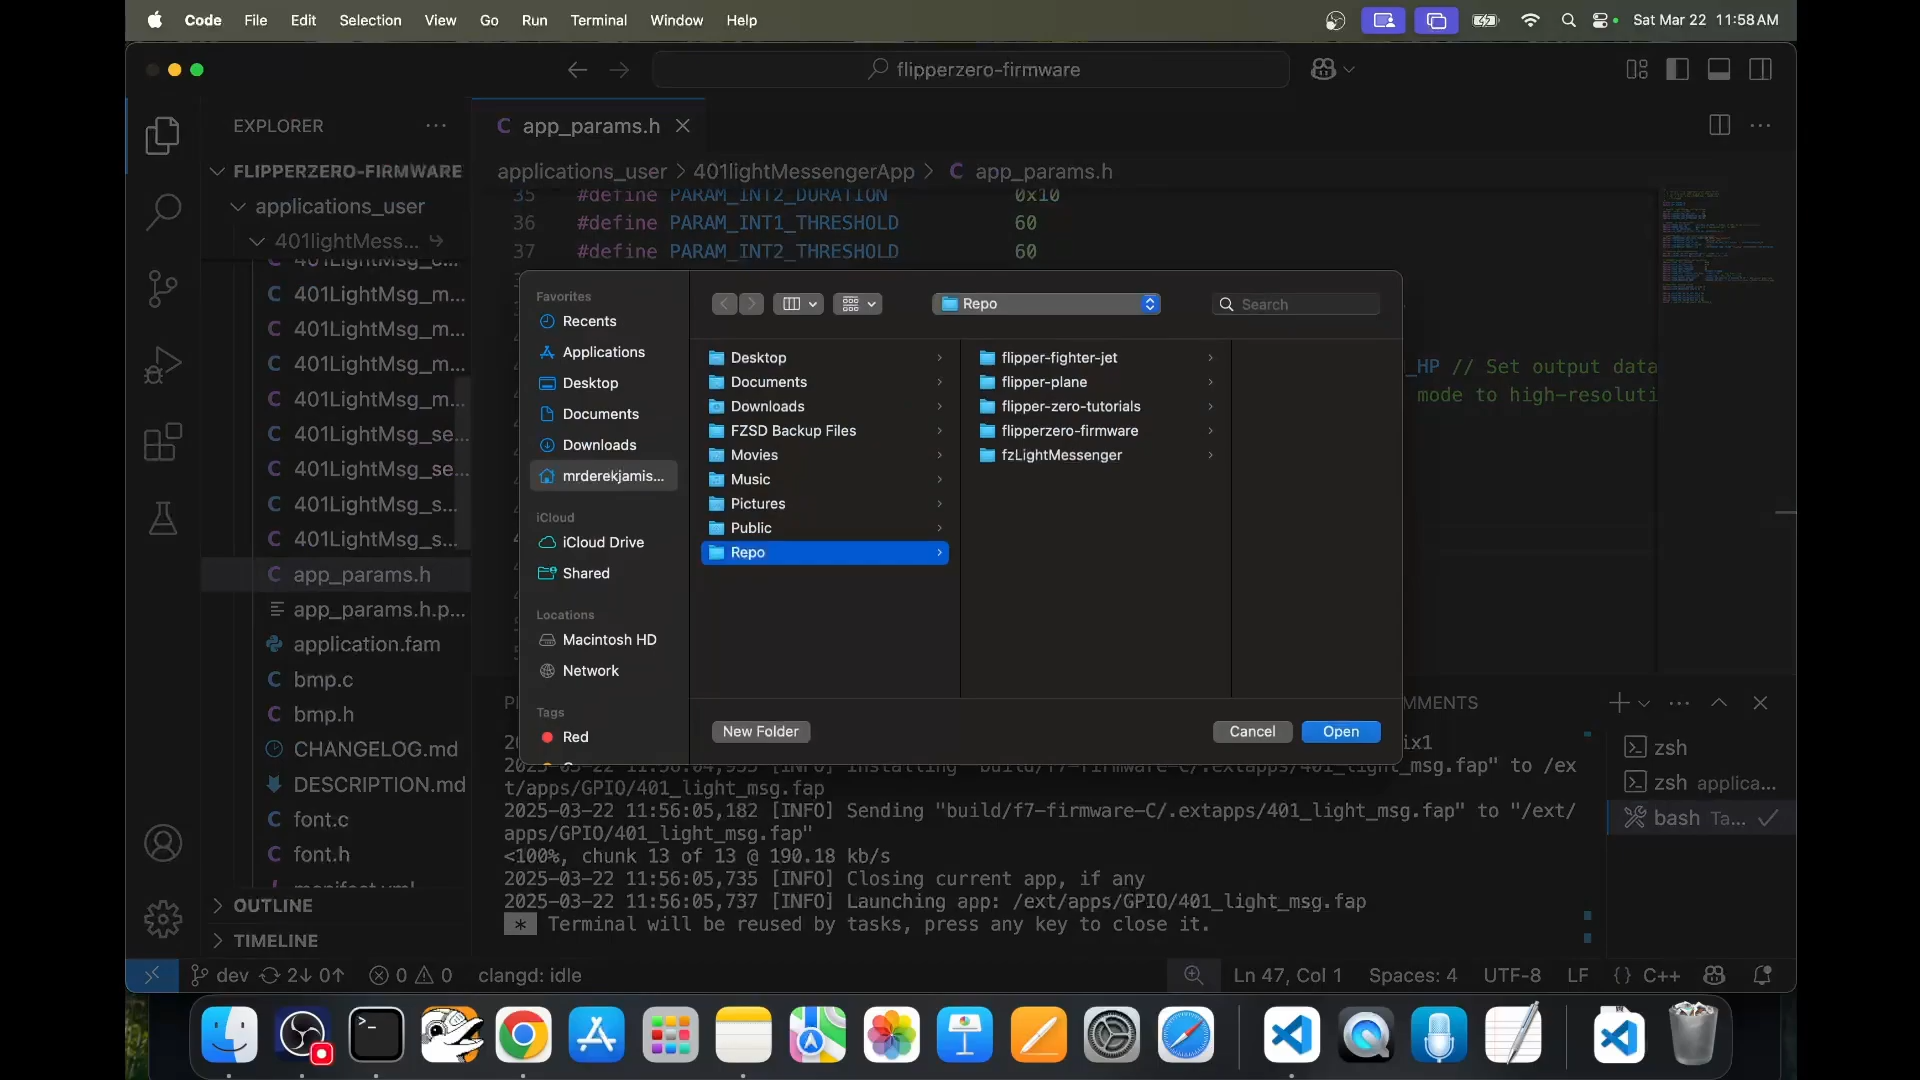 Code File Edit Selection View Go Run Terminal Window Help
Sat Mar 22 11:58 AM
flipperzero-firmware
EXPLORER
FLIPPERZERO-FIRMWARE
applications_user
401lightMess...
401LightMsg_m...
401LightMsg_m...
401LightMsg_m...
401LightMsg_m...
401LightMsg_se...
401LightMsg_se...
401LightMsg_s...
401LightMsg_s...
app_params.h
app_params.h.p...
application.fam
bmp.c
bmp.h
CHANGELOG.md
DESCRIPTION.md
font.c
font.h
OUTLINE
TIMELINE
C app_params.h
applications_user > 401lightMessengerApp > C app_params.h
35 #define PARAM_INT2_DURATION 0x10
36 #define PARAM_INT1_THRESHOLD 60
37 #define PARAM_INT2_THRESHOLD 60
_HP // Set output data
mode to high-resoluti
Favorites
Recents
Applications
Desktop
Documents
Downloads
mrderekjamis...
iCloud
iCloud Drive
Shared
Locations
Macintosh HD
Network
Tags
Red
Repo
Search
Desktop
Documents
Downloads
FZSD Backup Files
Movies
Music
Pictures
Public
Repo
flipper-fighter-jet
flipper-plane
flipper-zero-tutorials
flipperzero-firmware
fzLightMessenger
New Folder
Cancel
Open
MMENTS
ix1
t/apps/GPIO/401_light_msg.fap
2025-03-22 11:56:05,182 [INFO] Sending "build/f7-firmware-C/.extapps/401_light_msg.fap" to "/ext/
apps/GPIO/401_light_msg.fap"
<100%, chunk 13 of 13 @ 190.18 kb/s
2025-03-22 11:56:05,735 [INFO] Closing current app, if any
2025-03-22 11:56:05,737 [INFO] Launching app: /ext/apps/GPIO/401_light_msg.fap
* Terminal will be reused by tasks, press any key to close it.
zsh
zsh applica...
bash Ta...
dev 2↓ 0↑ 0 0 clangd: idle
Ln 47, Col 1 Spaces: 4 UTF-8 LF {} C++